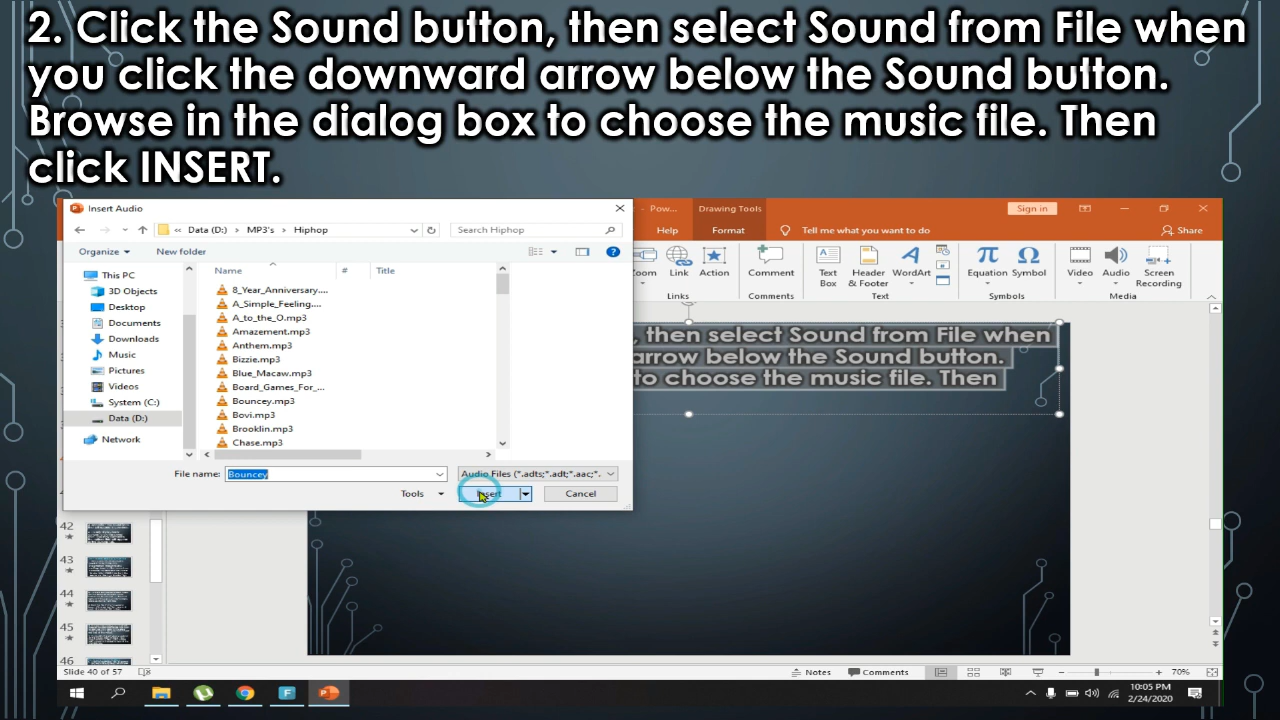 2. Click the Sound button, then select Sound from File when
you click the downward arrow below the Sound button.
Browse in the dialog box to choose the music file. Then
click INSERT.
Insert Audio
Pow...
Drawing Tools
Sign in
« Data (D:) › MP3's › Hiphop
Search Hiphop
Help
Format
Tell me what you want to do
Share
Organize
New folder
Link
Action
Comment
Text
Box
Header
& Footer
WordArt
Equation
Symbol
Video
Audio
Screen
Recording
Links
Comments
Text
Symbols
Media
This PC
3D Objects
Desktop
Documents
Downloads
Music
Pictures
Videos
System (C:)
Data (D:)
Network
Name
#
Title
8_Year_Anniversary....
A_Simple_Feeling....
A_to_the_O.mp3
Amazement.mp3
Anthem.mp3
Bizzie.mp3
Blue_Macaw.mp3
Board_Games_For_...
Bouncey.mp3
Bovi.mp3
Brooklin.mp3
Chase.mp3
, then select Sound from File when
arrow below the Sound button.
to choose the music file. Then
File name:
Bouncey
Audio Files (*.adts;*.adt;*.aac;*.
Tools
Insert
Cancel
42
43
44
45
46
Slide 40 of 57
Notes
Comments
70%
10:05 PM
2/24/2020